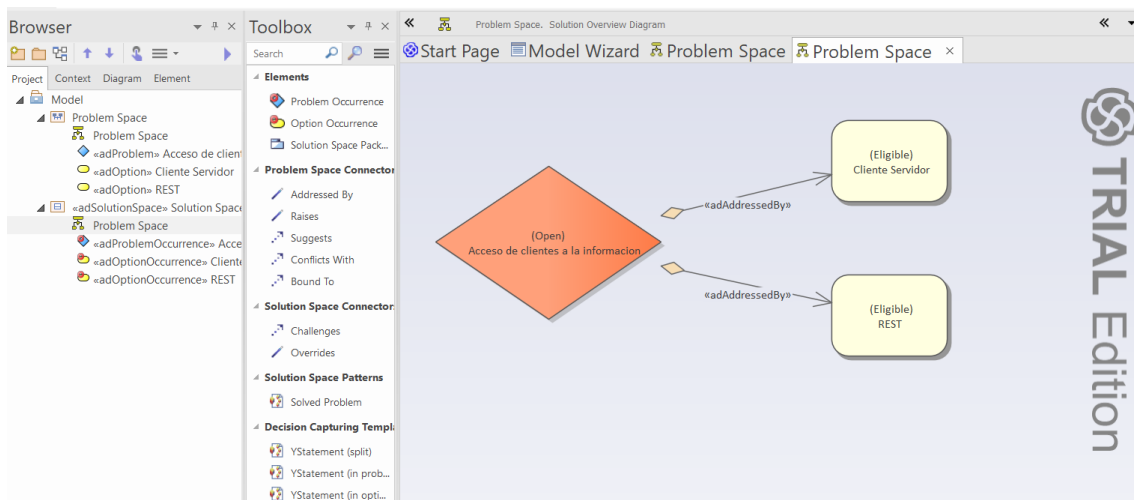 Browser
Project Context Diagram Element
Model
Problem Space
Problem Space
«adProblem» Acceso de clien
«adOption» Cliente Servidor
«adOption» REST
«adSolutionSpace» Solution Space
Problem Space
«adProblemOccurrence» Acce
«adOptionOccurrence» Cliente
«adOptionOccurrence» REST
Toolbox
Search
Elements
Problem Occurrence
Option Occurrence
Solution Space Pack...
Problem Space Connector
Addressed By
Raises
Suggests
Conflicts With
Bound To
Solution Space Connector
Challenges
Overrides
Solution Space Patterns
Solved Problem
Decision Capturing Templ
YStatement (split)
YStatement (in prob...
YStatement (in opti...
Problem Space. Solution Overview Diagram
Start Page Model Wizard Problem Space Problem Space
(Open)
Acceso de clientes a la informacion
«adAddressedBy»
(Eligible)
Cliente Servidor
«adAddressedBy»
(Eligible)
REST
TRIAL Edition